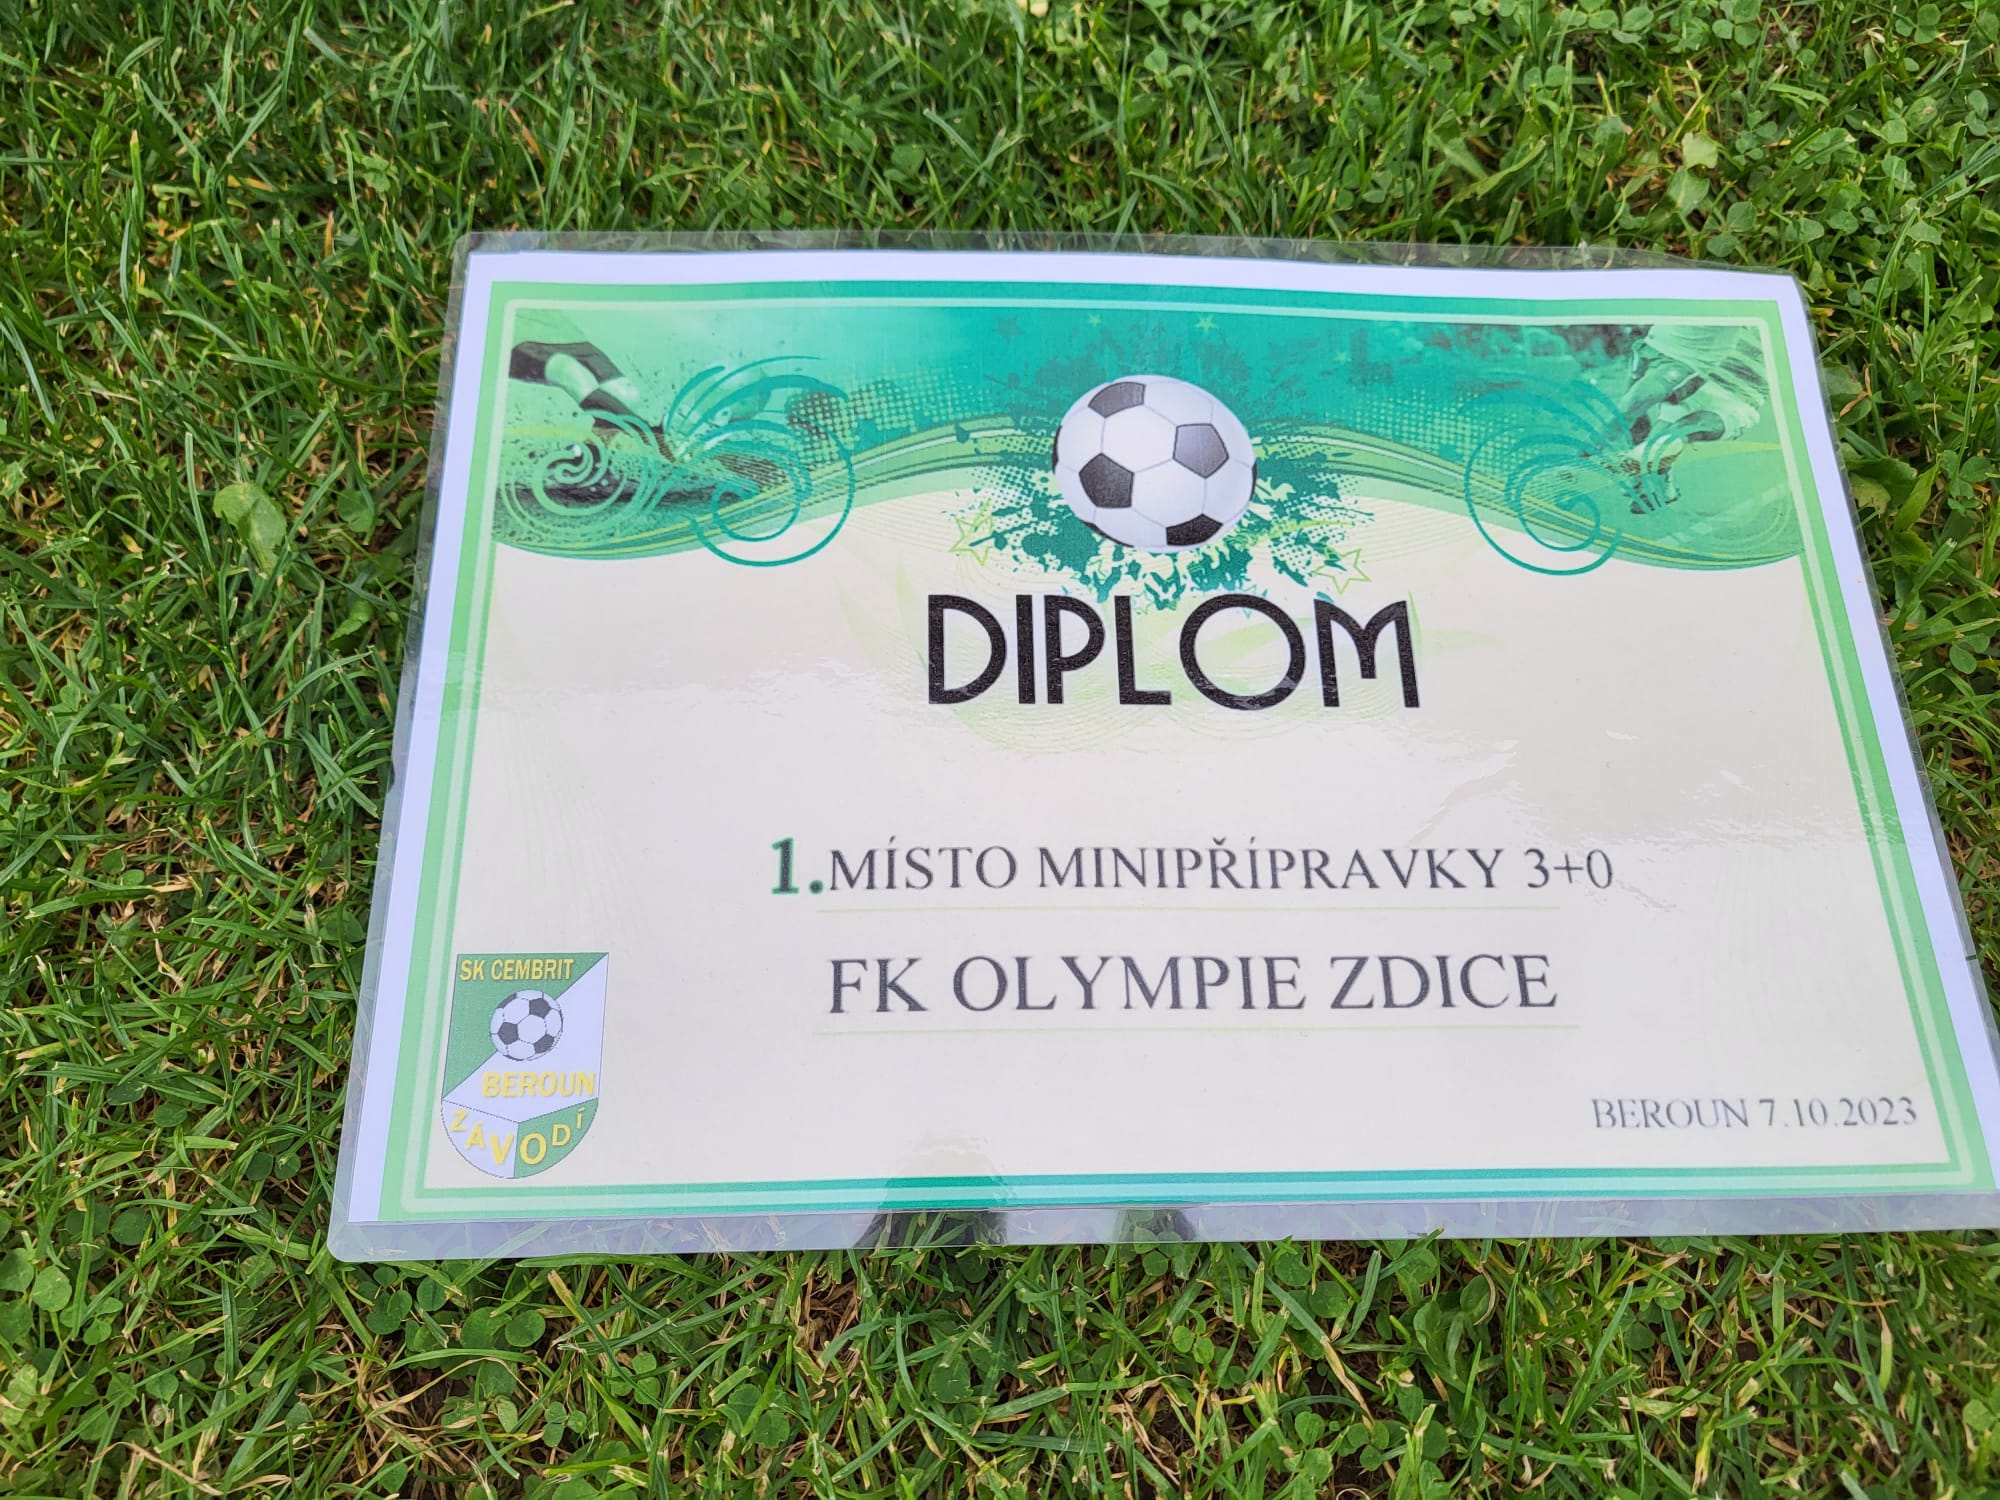 DIPLOM
1.MÍSTO MINIPŘÍPRAVKY 3+0
FK OLYMPIE ZDICE
SK CEMBRIT
BEROUN
ZÁVODÍ
BEROUN 7.10.2023